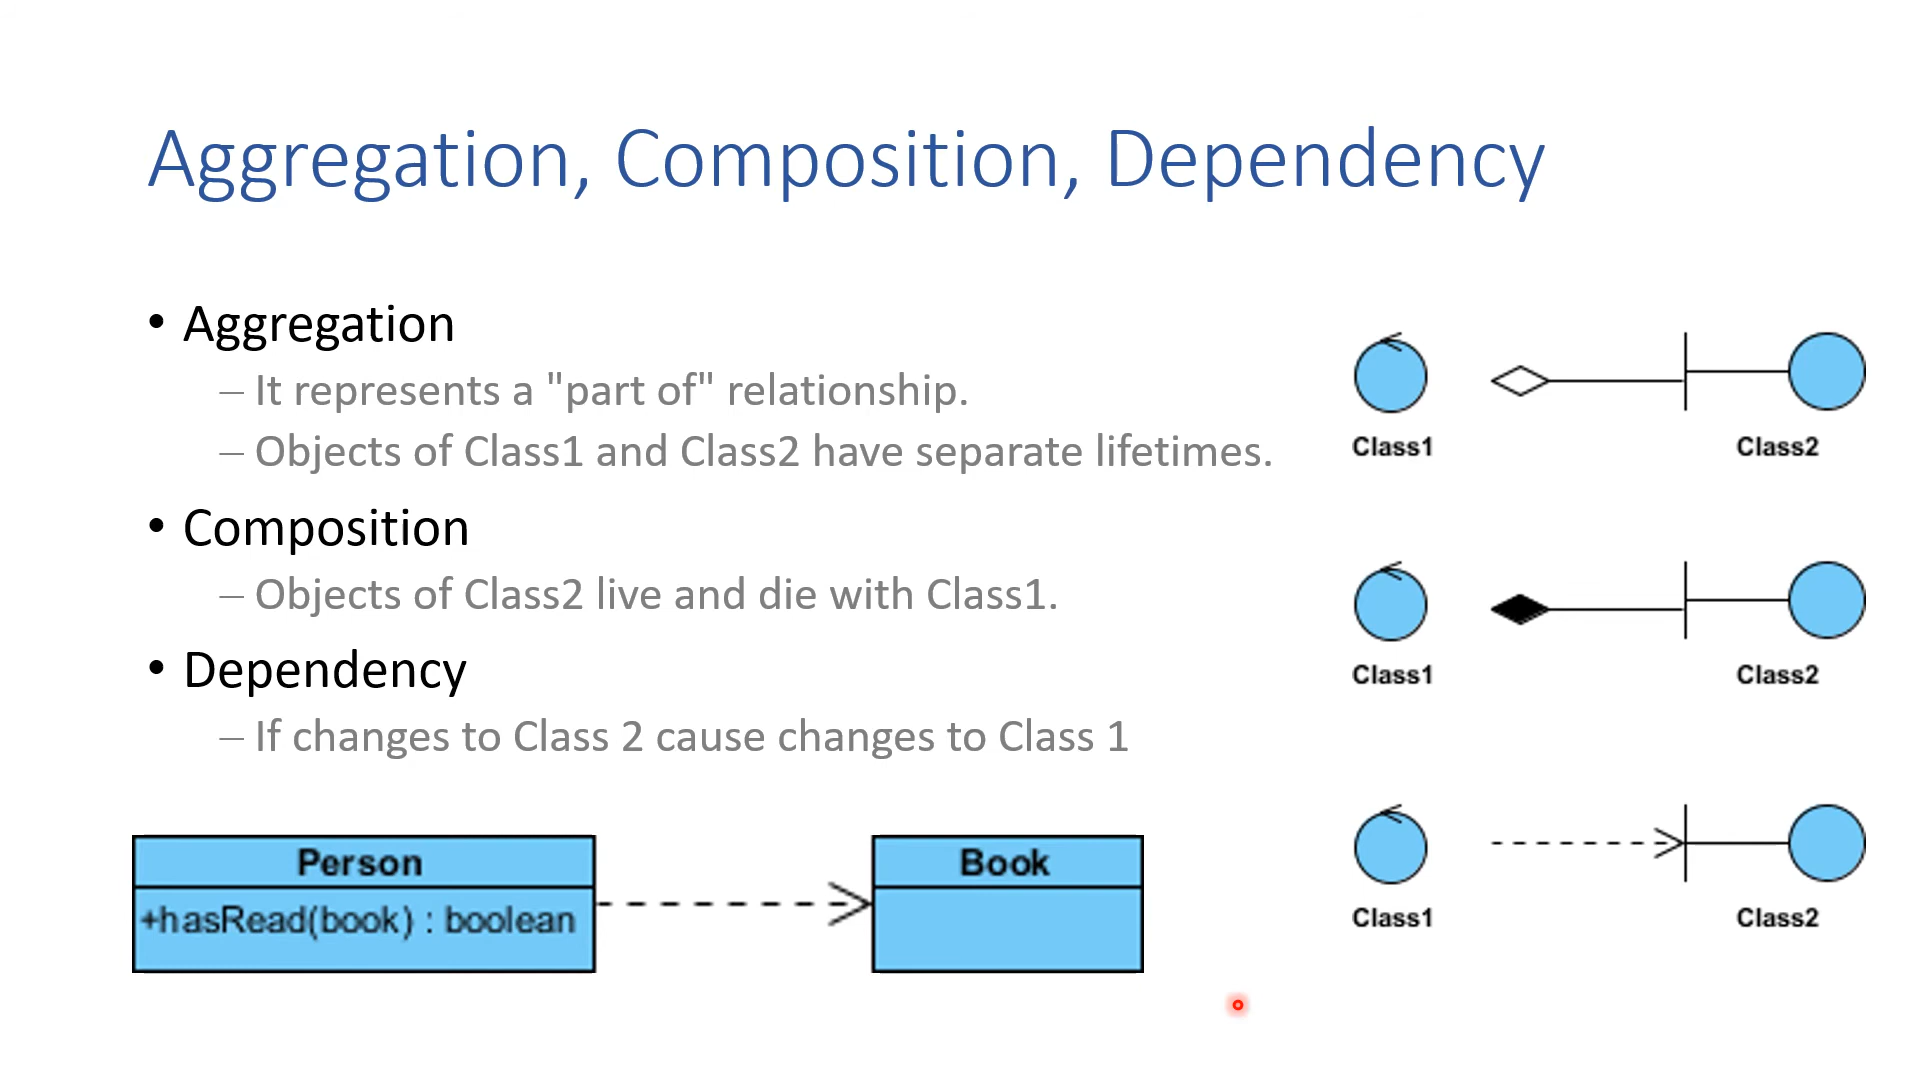 Aggregation, Composition, Dependency
• Aggregation
– It represents a "part of" relationship.
– Objects of Class1 and Class2 have separate lifetimes.
Class1
Class2
• Composition
– Objects of Class2 live and die with Class1.
Class1
Class2
• Dependency
– If changes to Class 2 cause changes to Class 1
Person
+hasRead(book) : boolean
Book
Class1
Class2